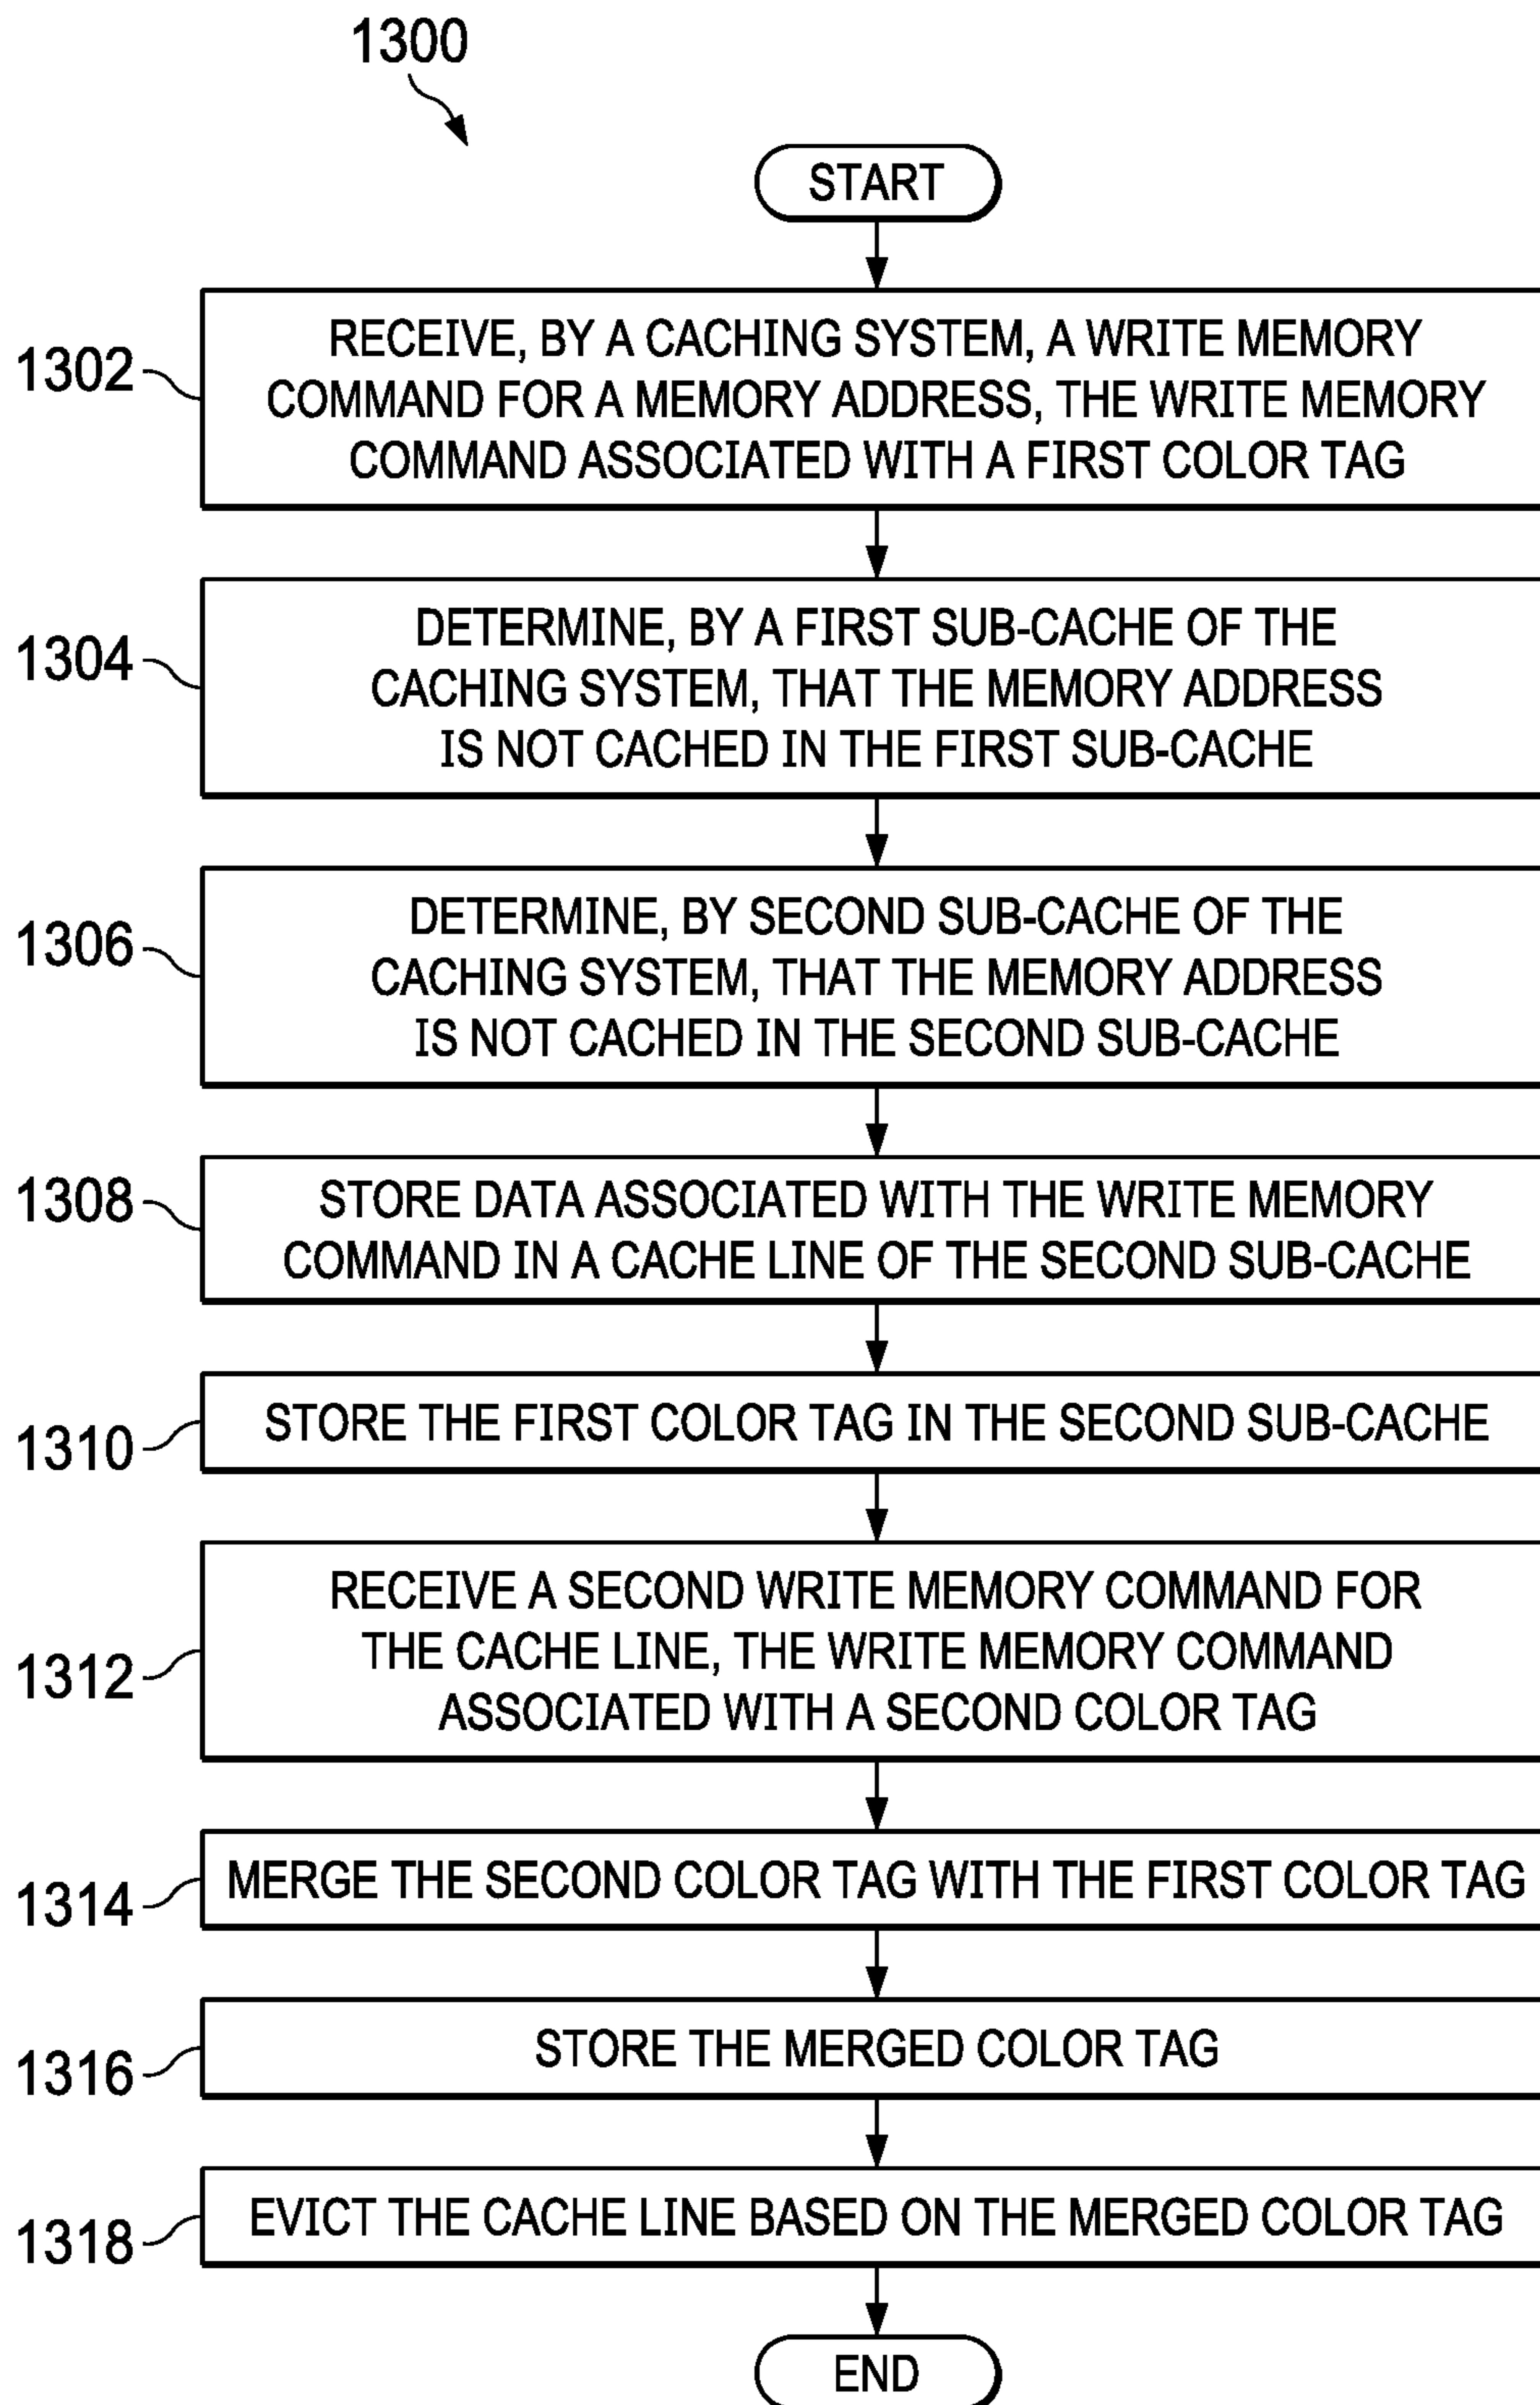 1300
START
1302
RECEIVE, BY A CACHING SYSTEM, A WRITE MEMORY
COMMAND FOR A MEMORY ADDRESS, THE WRITE MEMORY
COMMAND ASSOCIATED WITH A FIRST COLOR TAG
1304
DETERMINE, BY A FIRST SUB-CACHE OF THE
CACHING SYSTEM, THAT THE MEMORY ADDRESS
IS NOT CACHED IN THE FIRST SUB-CACHE
1306
DETERMINE, BY SECOND SUB-CACHE OF THE
CACHING SYSTEM, THAT THE MEMORY ADDRESS
IS NOT CACHED IN THE SECOND SUB-CACHE
1308
STORE DATA ASSOCIATED WITH THE WRITE MEMORY
COMMAND IN A CACHE LINE OF THE SECOND SUB-CACHE
1310
STORE THE FIRST COLOR TAG IN THE SECOND SUB-CACHE
1312
RECEIVE A SECOND WRITE MEMORY COMMAND FOR
THE CACHE LINE, THE WRITE MEMORY COMMAND
ASSOCIATED WITH A SECOND COLOR TAG
1314
MERGE THE SECOND COLOR TAG WITH THE FIRST COLOR TAG
1316
STORE THE MERGED COLOR TAG
1318
EVICT THE CACHE LINE BASED ON THE MERGED COLOR TAG
END